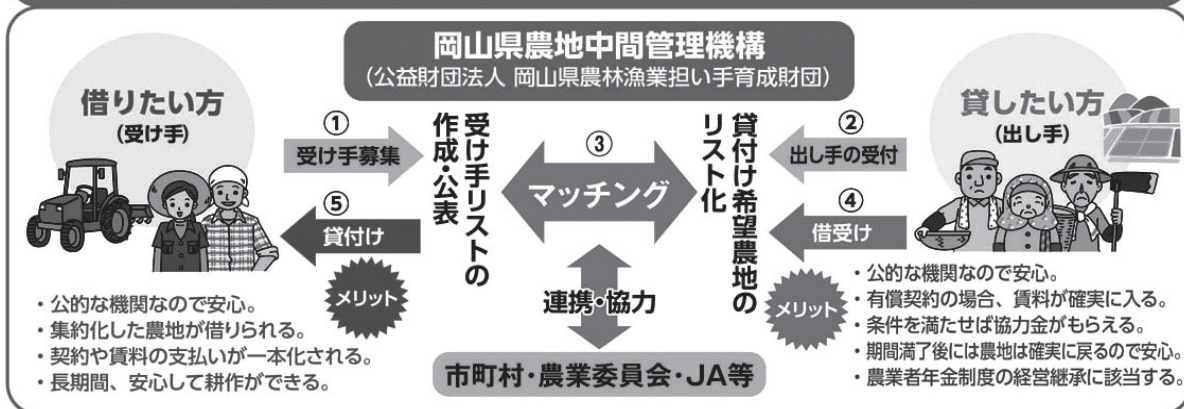 岡山県農地中間管理機構
（公益財団法人 岡山県農林漁業担い手育成財団）
借りたい方
（受け手）
①
受け手募集
⑤
貸付け
受け手リストの
作成・公表
③
マッチング
連携・協力
市町村・農業委員会・JA等
貸付け希望農地の
リスト化
②
出し手の受付
④
借受け
貸したい方
（出し手）
メリット
・公的な機関なので安心。
・集約化した農地が借りられる。
・契約や賃料の支払いが一本化される。
・長期間、安心して耕作ができる。
メリット
・公的な機関なので安心。
・有償契約の場合、賃料が確実に入る。
・条件を満たせば協力金がもらえる。
・期間満了後には農地は確実に戻るので安心。
・農業者年金制度の経営継承に該当する。